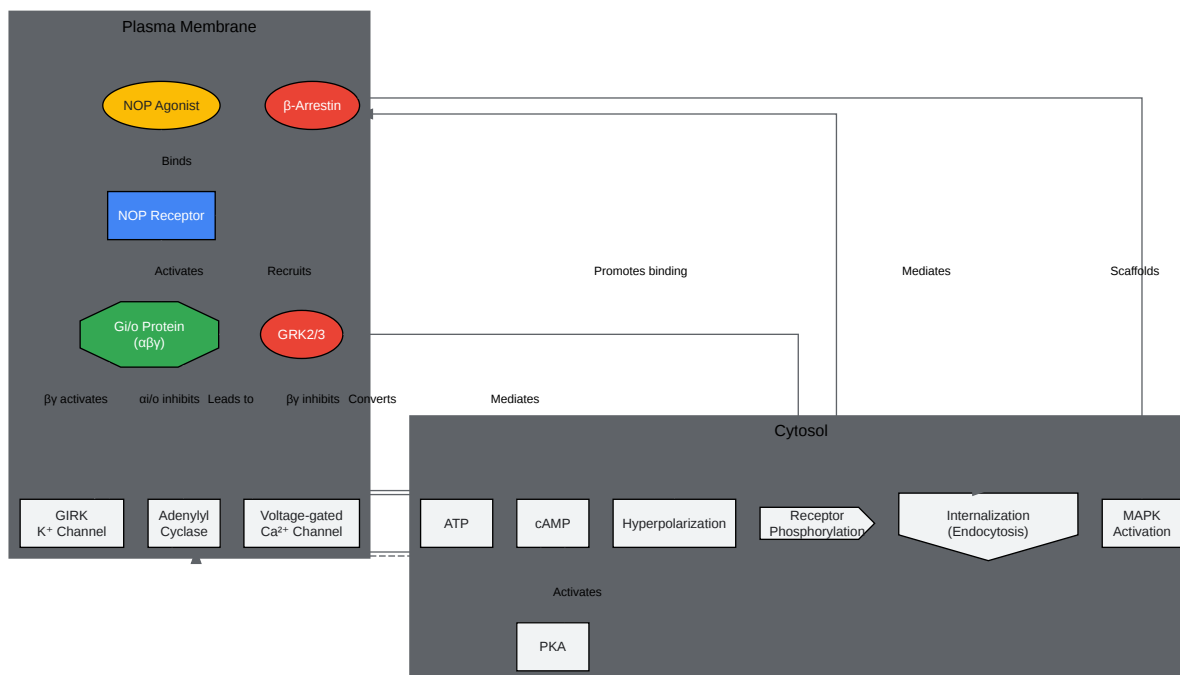 Plasma Membrane
NOP Agonist
β-Arrestin
Binds
NOP Receptor
Activates
Recruits
Promotes binding
Mediates
Scaffolds
Gi/o Protein
(αβγ)
GRK2/3
βγ activates
αi/o inhibits
Leads to
βγ inhibits
Converts
Mediates
Cytosol
GIRK
K⁺ Channel
Adenylyl
Cyclase
Voltage-gated
Ca²⁺ Channel
ATP
cAMP
Hyperpolarization
Receptor
Phosphorylation
Internalization
(Endocytosis)
MAPK
Activation
Activates
PKA